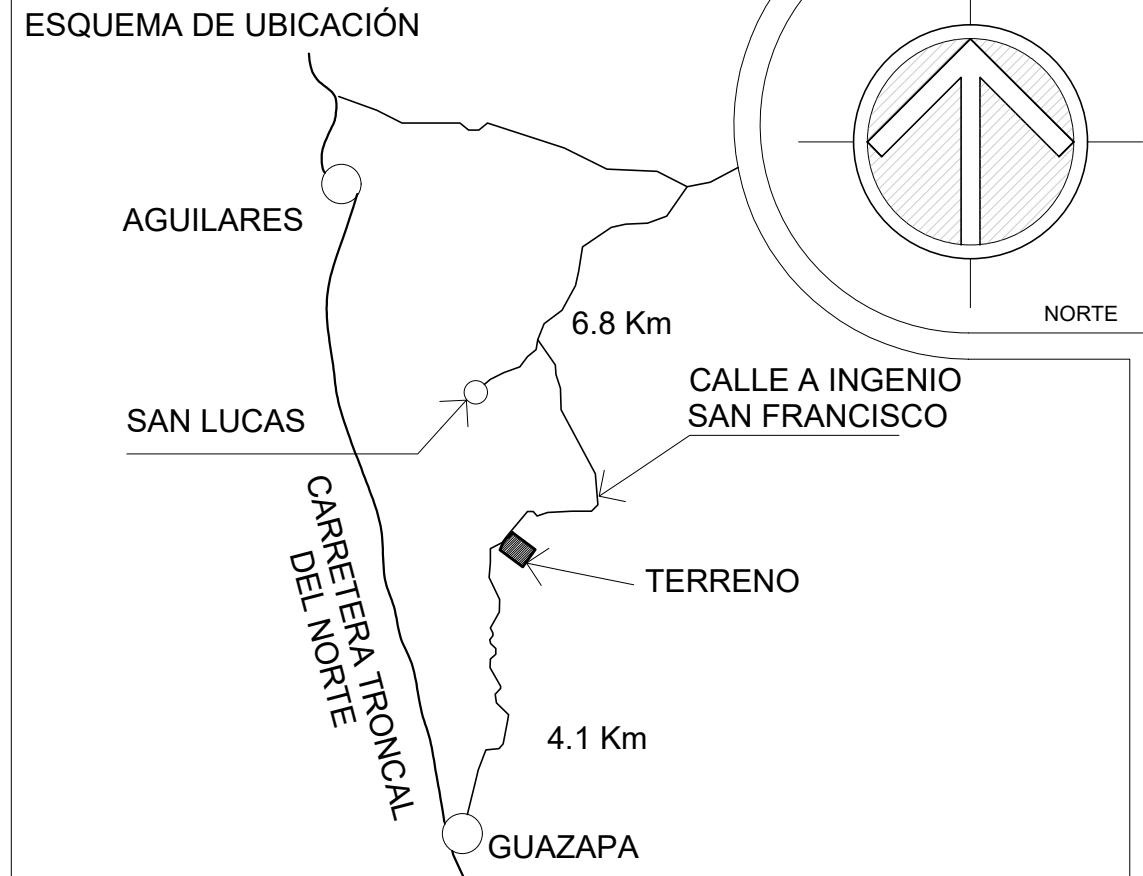 ESQUEMA DE UBICACIÓN
AGUILARES
NORTE
6.8 Km
CALLE A INGENIO
SAN FRANCISCO
SAN LUCAS
CARRETERA TRONCAL
DEL NORTE
TERRENO
4.1 Km
GUAZAPA